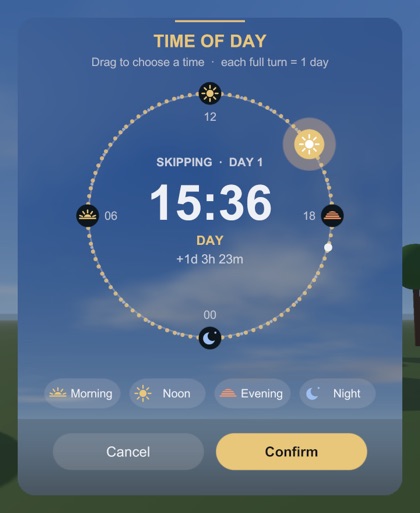 TIME OF DAY
Drag to choose a time · each full turn = 1 day
12
SKIPPING · DAY 1
06 15:36 18
DAY
+1d 3h 23m
00
Morning Noon Evening Night
Cancel Confirm